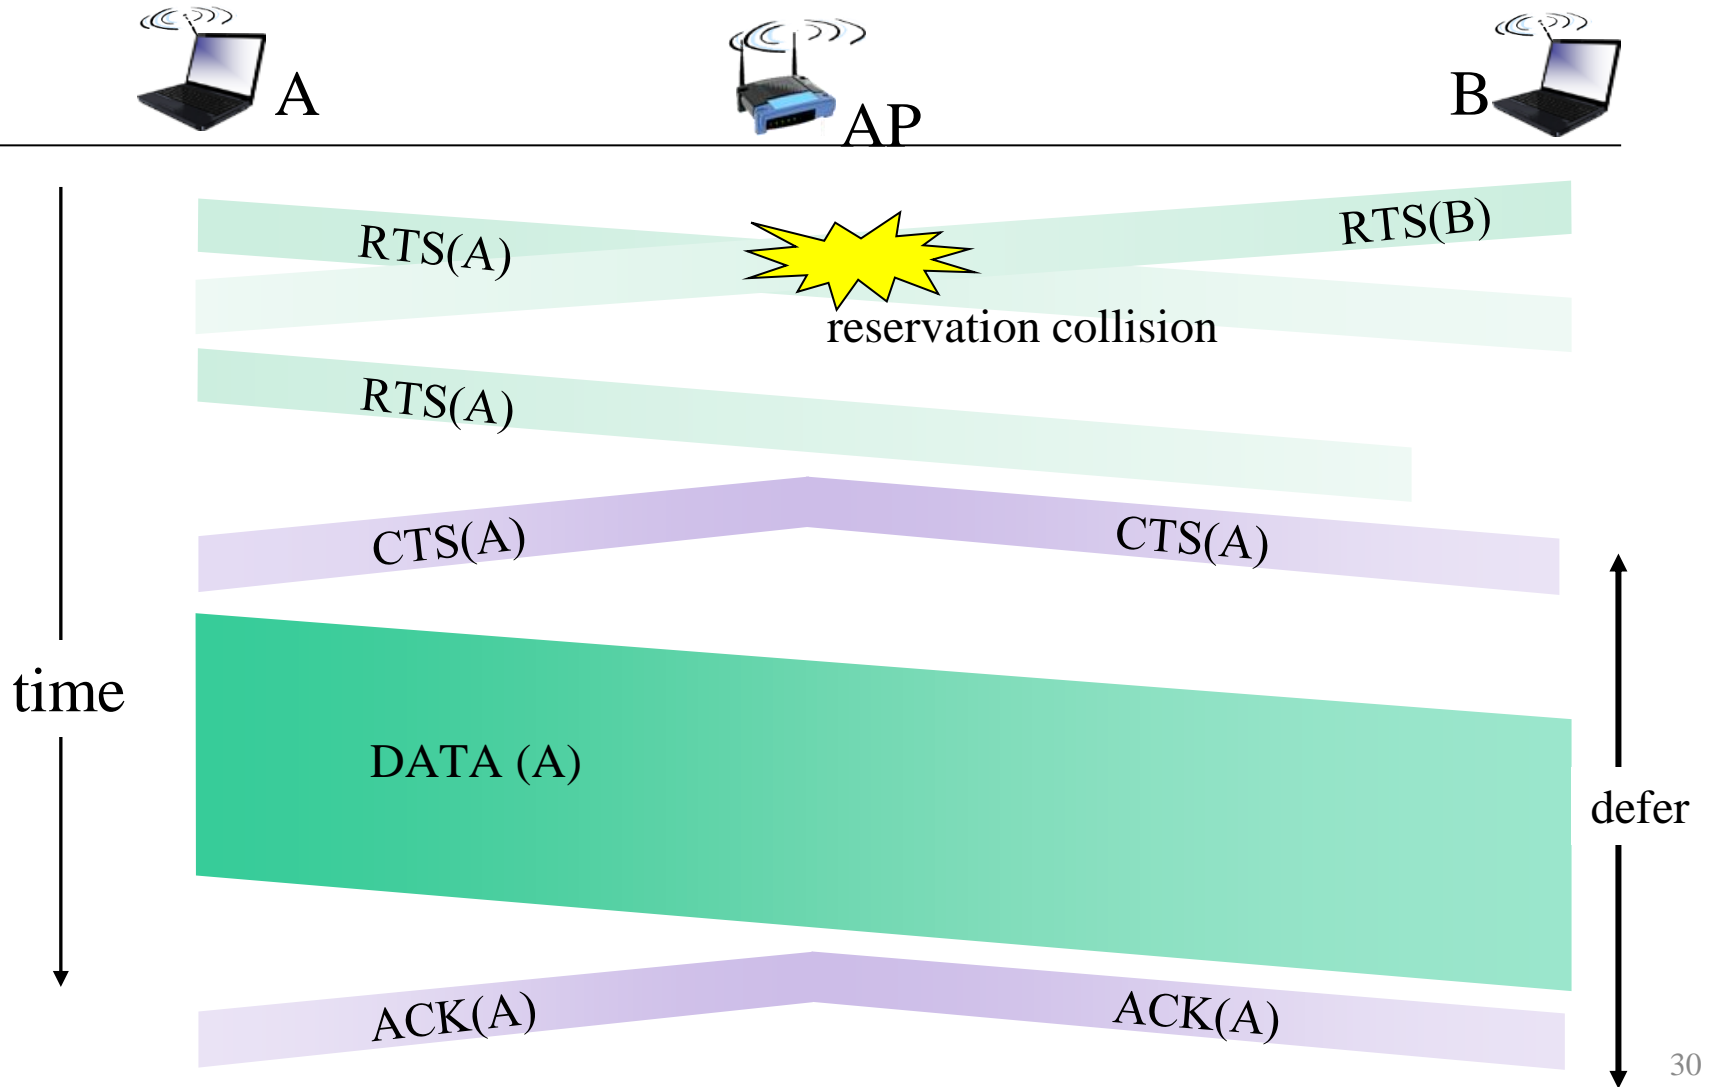 A
AP
B
RTS(A)
RTS(B)
reservation collision
RTS(A)
CTS(A)
CTS(A)
time
DATA (A)
defer
ACK(A)
ACK(A)
30